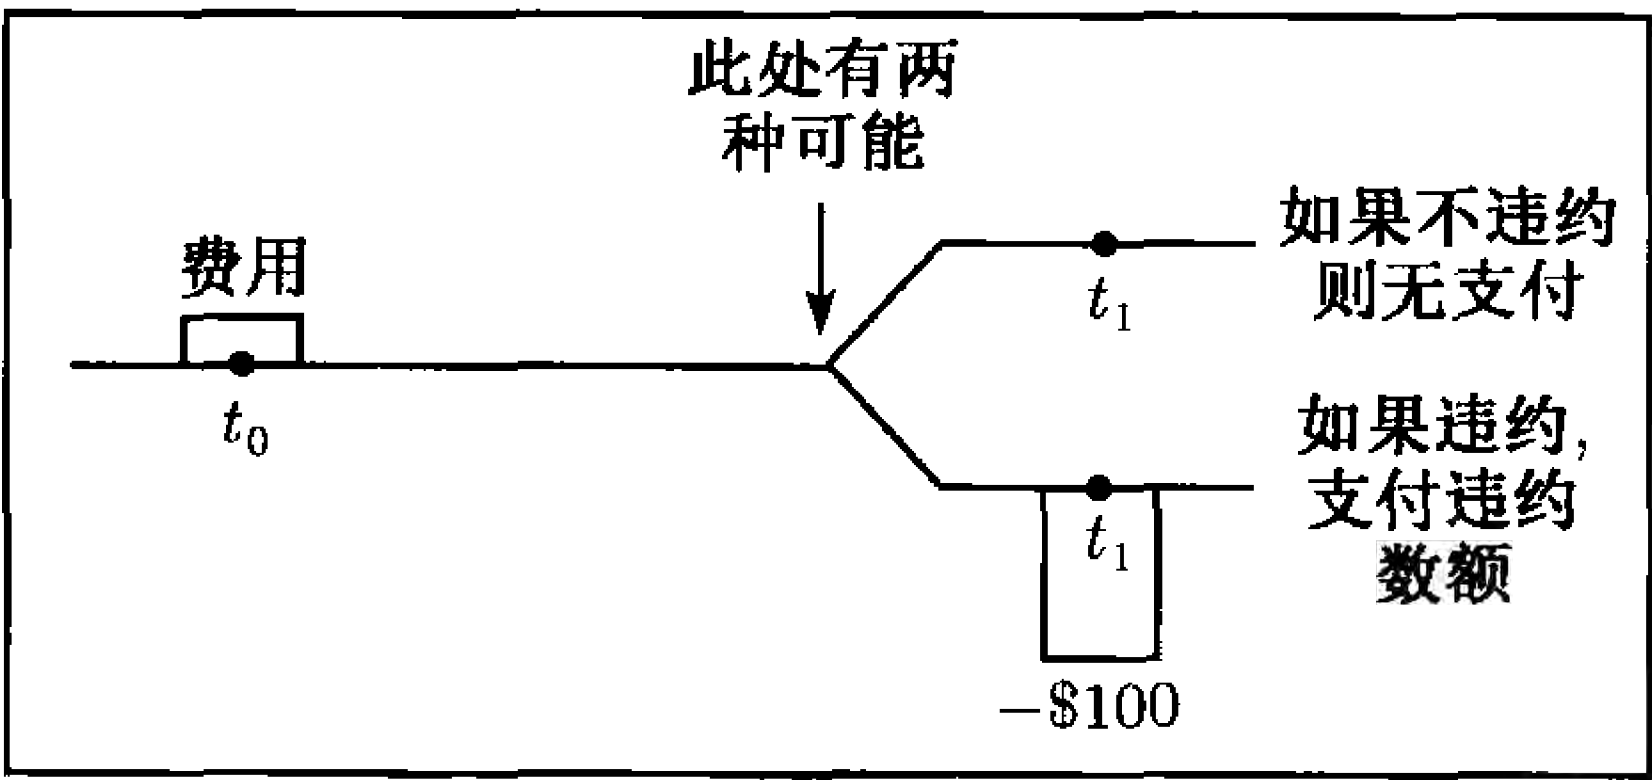 此处有两
种可能
费用
t₀
t₁
如果不违约
则无支付
如果违约,
支付违约
数额
t₁
−$100